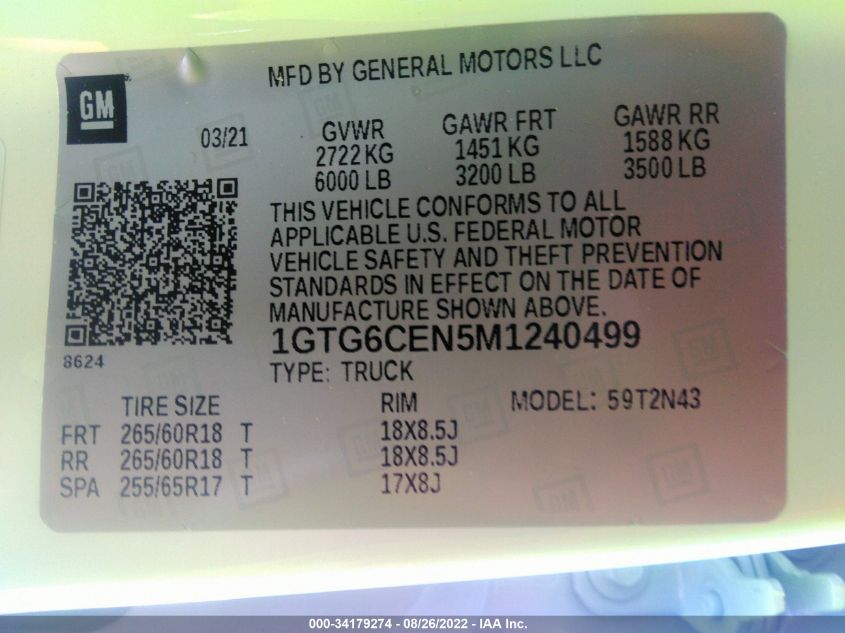 MFD BY GENERAL MOTORS LLC
GM
03/21
GVWR GAWR FRT GAWR RR
2722 KG 1451 KG 1588 KG
6000 LB 3200 LB 3500 LB
THIS VEHICLE CONFORMS TO ALL
APPLICABLE U.S. FEDERAL MOTOR
VEHICLE SAFETY AND THEFT PREVENTION
STANDARDS IN EFFECT ON THE DATE OF
MANUFACTURE SHOWN ABOVE.
1GTG6CEN5M1240499
8624
TYPE: TRUCK
TIRE SIZE RIM MODEL: 59T2N43
FRT 265/60R18 T 18X8.5J
RR 265/60R18 T 18X8.5J
SPA 255/65R17 T 17X8J
000-34179274 - 08/26/2022 - IAA Inc.